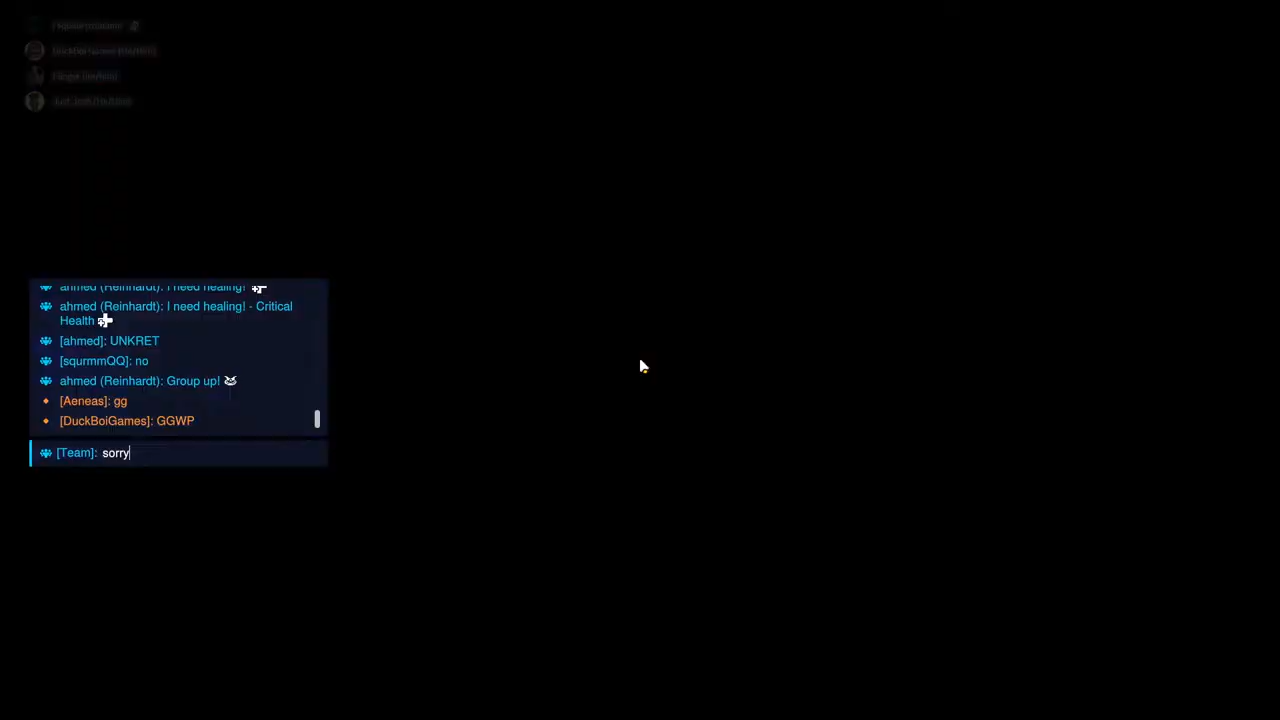 ahmed (Reinhardt): I need healing!
ahmed (Reinhardt): I need healing! - Critical
Health
[ahmed]: UNKRET
[squrmmQQ]: no
ahmed (Reinhardt): Group up!
[Aeneas]: gg
[DuckBoiGames]: GGWP
[Team]: sorry